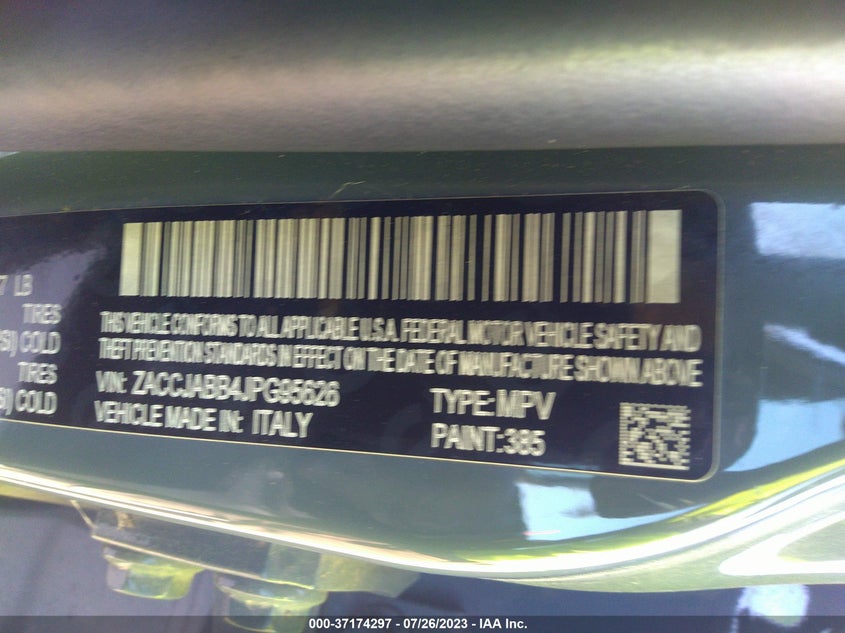 7 LB
TIRES
SI) COLD
TIRES
SI) COLD
THIS VEHICLE CONFORMS TO ALL APPLICABLE U.S.A. FEDERAL MOTOR VEHICLE SAFETY AND
THEFT PREVENTION STANDARDS IN EFFECT ON THE DATE OF MANUFACTURE SHOWN ABOVE
VIN: ZACCJABB4JPG95626
TYPE: MPV
VEHICLE MADE IN: ITALY
PAINT:385
000-37174297 - 07/26/2023 - IAA Inc.